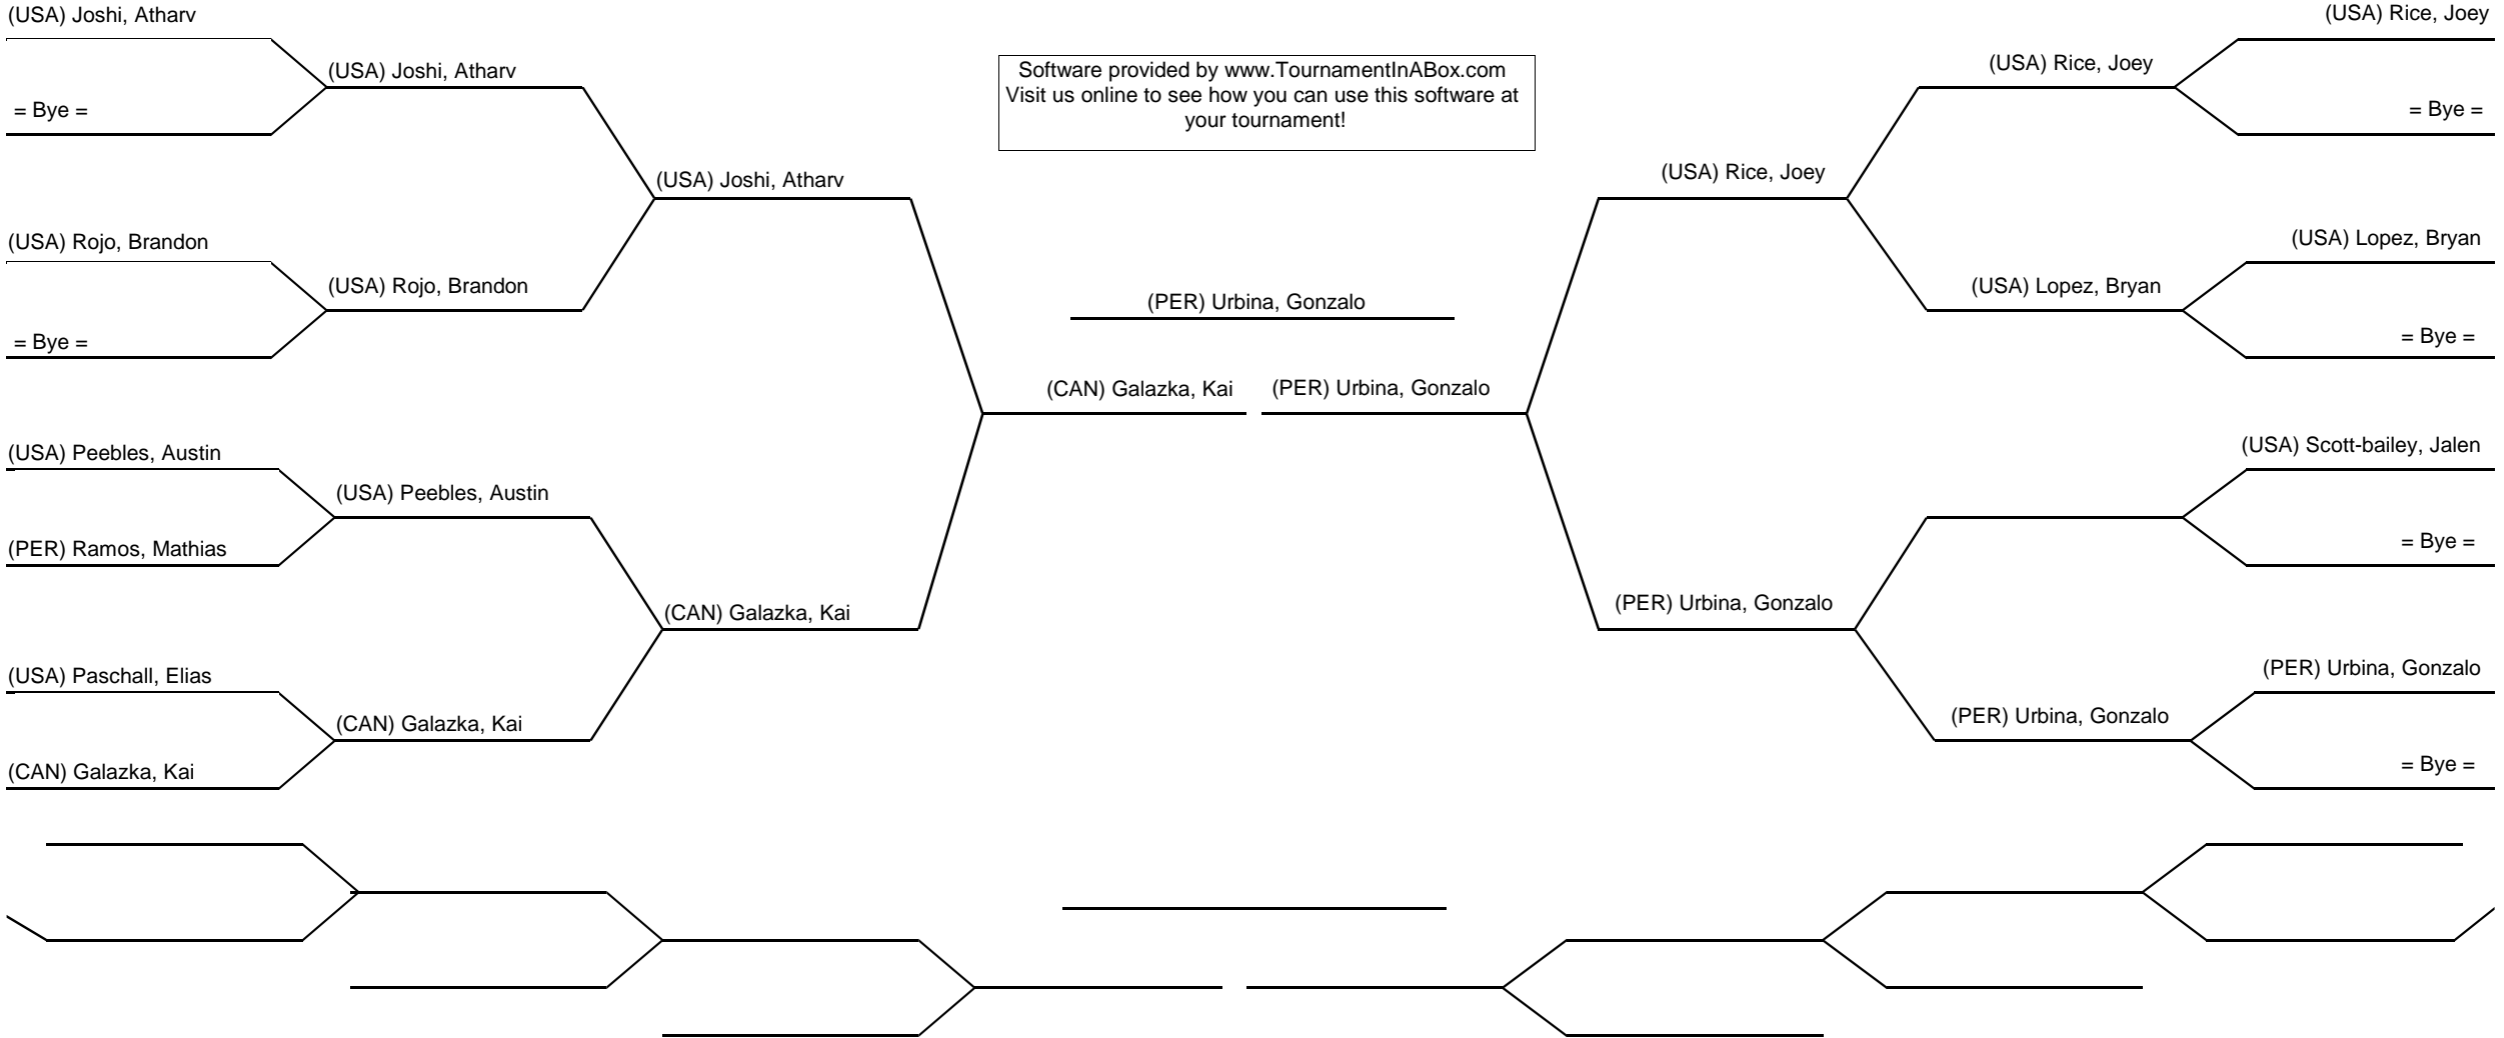 (USA) Joshi, Atharv
(USA) Joshi, Atharv
= Bye =
(USA) Joshi, Atharv
(USA) Rojo, Brandon
(USA) Rojo, Brandon
= Bye =
(USA) Peebles, Austin
(USA) Peebles, Austin
(PER) Ramos, Mathias
(CAN) Galazka, Kai
(USA) Paschall, Elias
(CAN) Galazka, Kai
(CAN) Galazka, Kai
Software provided by www.TournamentInABox.com
Visit us online to see how you can use this software at
your tournament!
(PER) Urbina, Gonzalo
(CAN) Galazka, Kai
(PER) Urbina, Gonzalo
(USA) Rice, Joey
(USA) Rice, Joey
= Bye =
(USA) Rice, Joey
(USA) Lopez, Bryan
(USA) Lopez, Bryan
= Bye =
(USA) Scott-bailey, Jalen
= Bye =
(PER) Urbina, Gonzalo
(PER) Urbina, Gonzalo
(PER) Urbina, Gonzalo
= Bye =